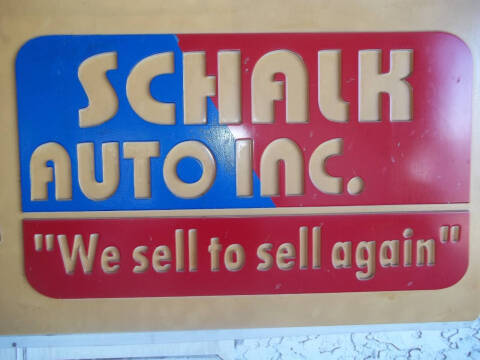 SCHALK
AUTO INC.
"We sell to sell again"